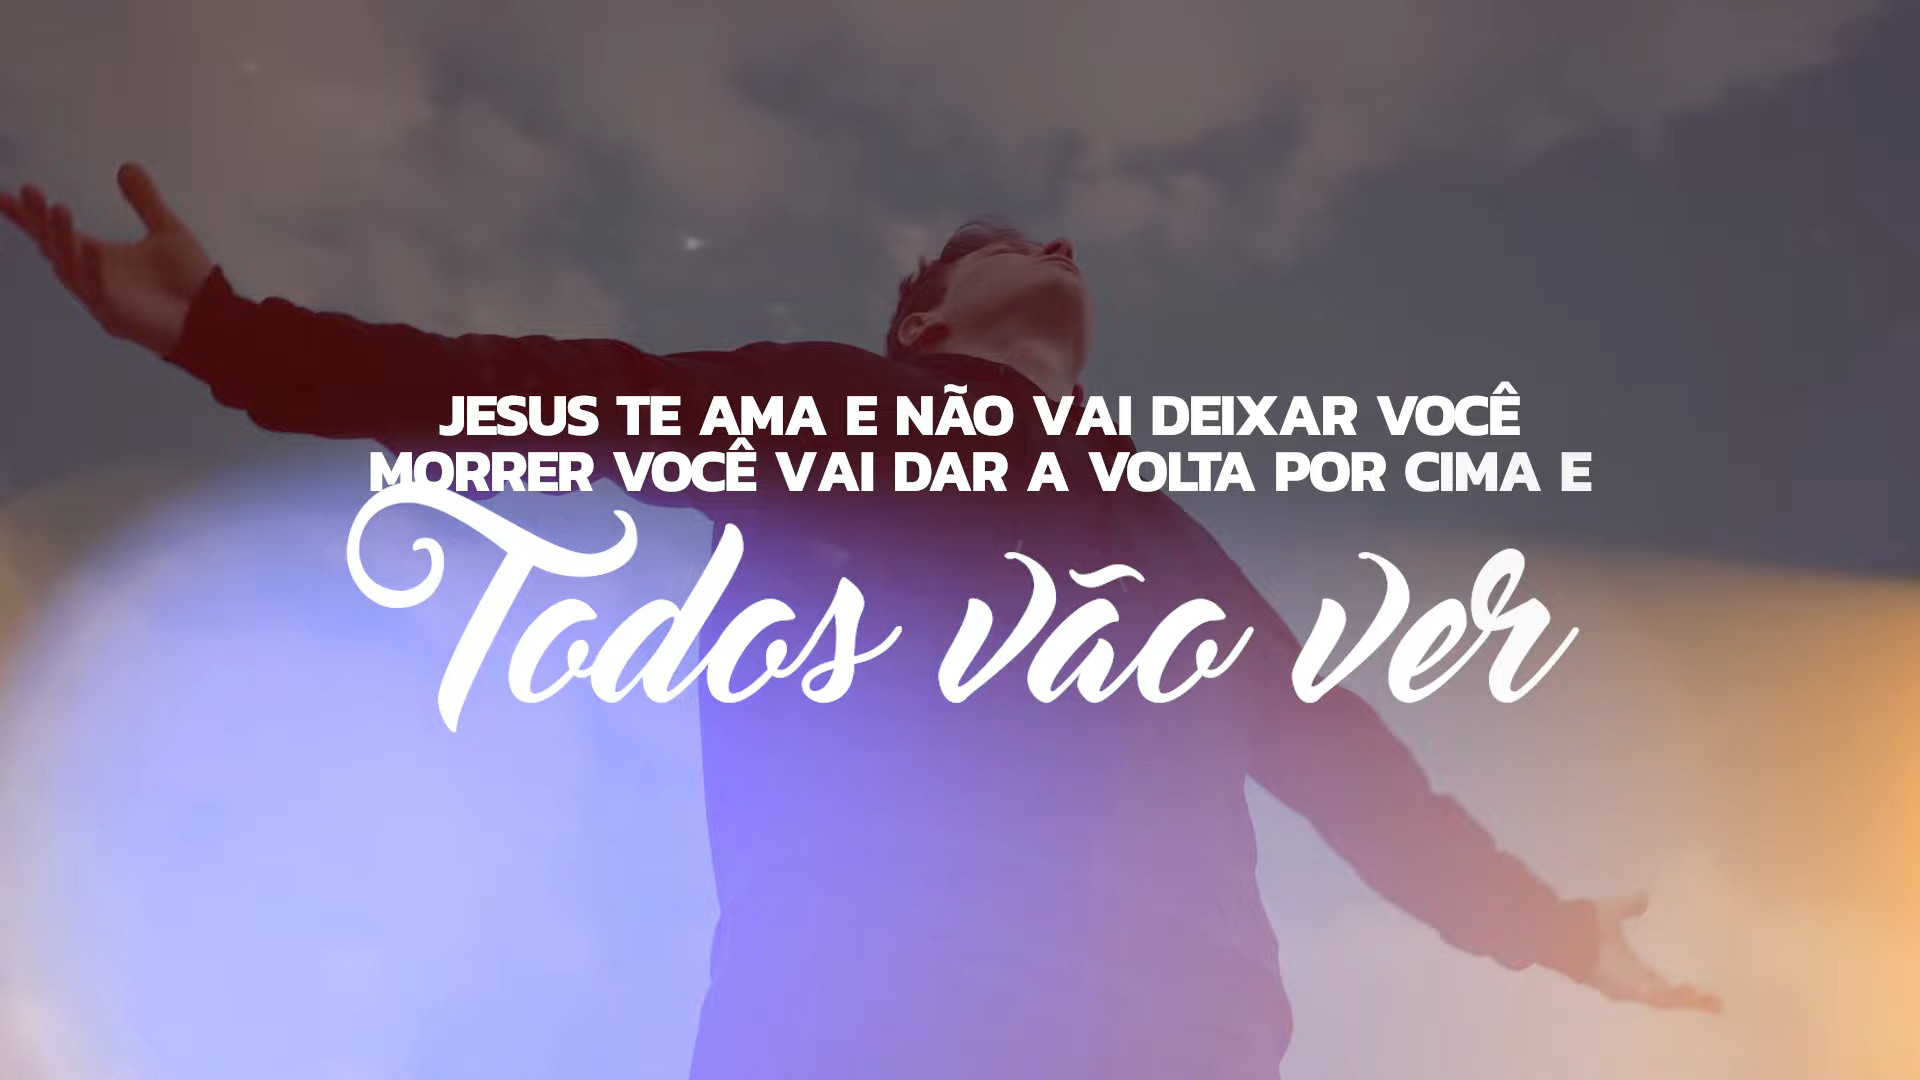 JESUS TE AMA E NÃO VAI DEIXAR VOCÊ
MORRER VOCÊ VAI DAR A VOLTA POR CIMA E
Todos vão ver